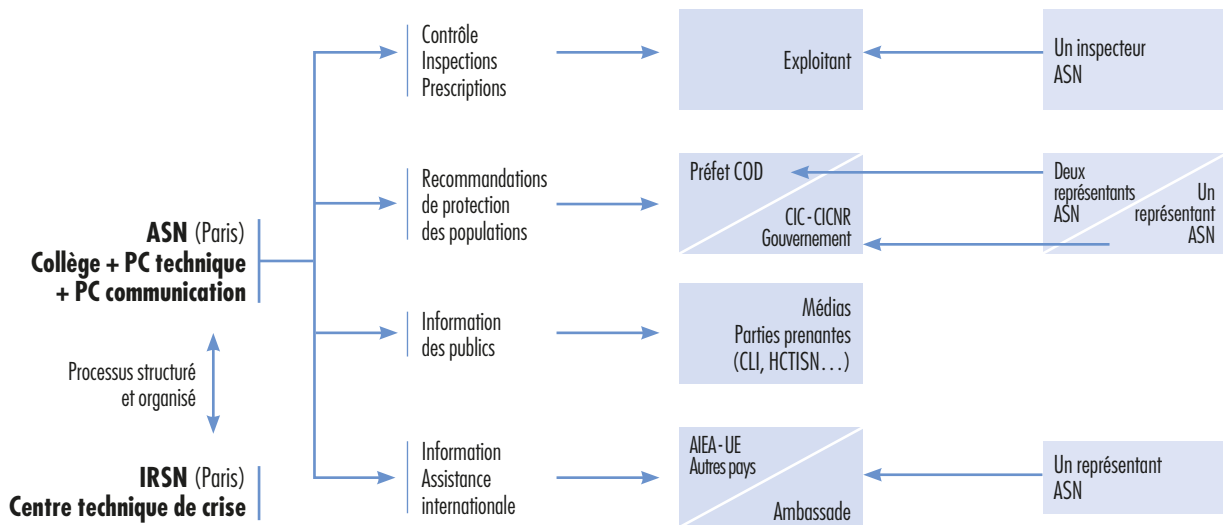 ASN (Paris)
Collège + PC technique
+ PC communication
Processus structuré
et organisé
IRSN (Paris)
Centre technique de crise
Contrôle
Inspections
Prescriptions
Exploitant
Un inspecteur
ASN
Recommandations
de protection
des populations
Préfet COD
CIC - CICNR
Gouvernement
Deux
représentants
ASN
Un
représentant
ASN
Information
des publics
Médias
Parties prenantes
(CLI, HCTISN…)
Information
Assistance
internationale
AIEA - UE
Autres pays
Ambassade
Un représentant
ASN